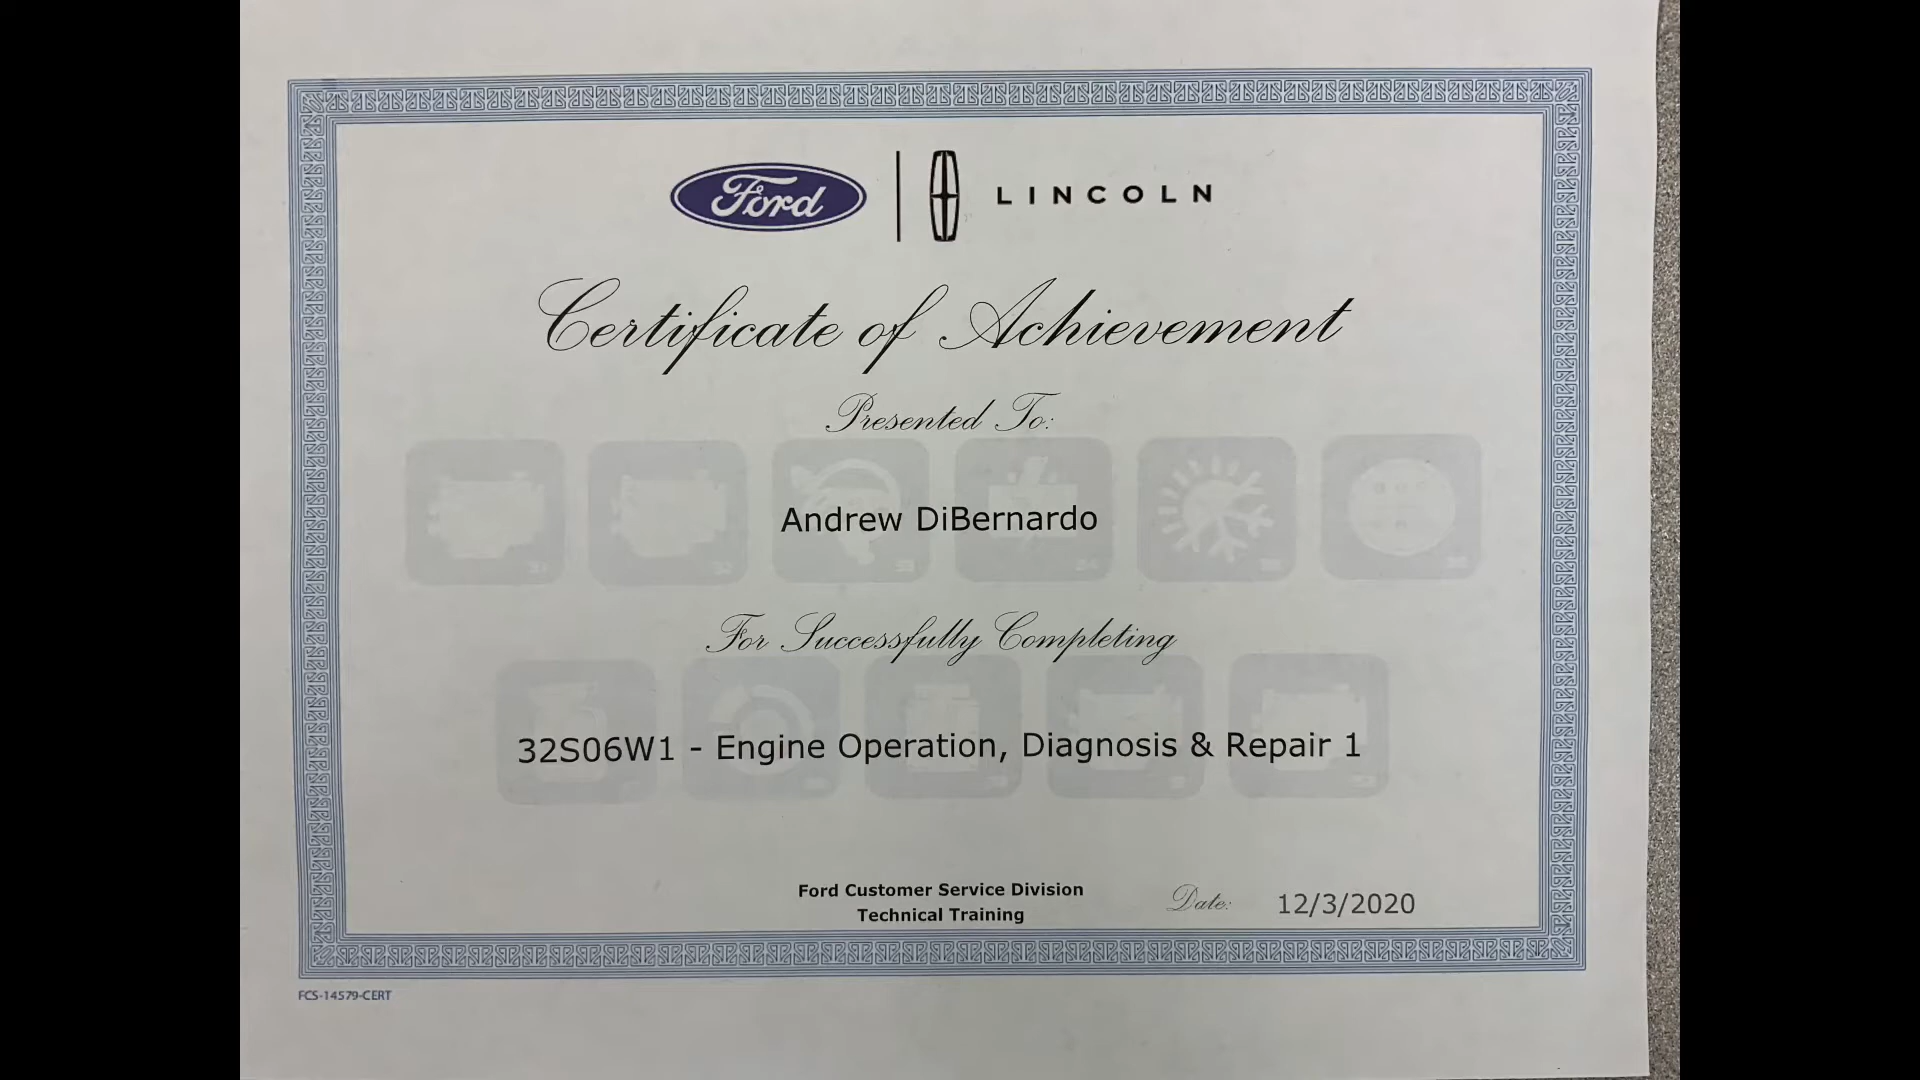 Ford LINCOLN
Certificate of Achievement
Presented To:
Andrew DiBernardo
For Successfully Completing
32S06W1 - Engine Operation, Diagnosis & Repair 1
Ford Customer Service Division
Technical Training
Date: 12/3/2020
FCS-14579-CERT